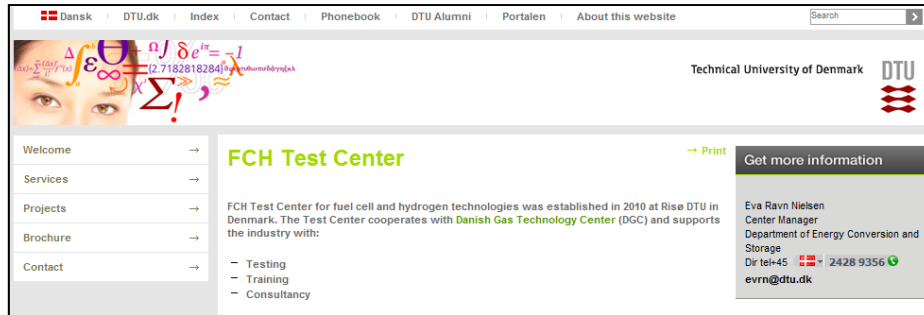 Dansk DTU.dk Index Contact Phonebook DTU Alumni Portalen About this website Search
Technical University of Denmark DTU
Welcome →
Services →
Projects →
Brochure →
Contact →
FCH Test Center
→ Print
FCH Test Center for fuel cell and hydrogen technologies was established in 2010 at Risø DTU in
Denmark. The Test Center cooperates with Danish Gas Technology Center (DGC) and supports
the industry with:
– Testing
– Training
– Consultancy
Get more information
Eva Ravn Nielsen
Center Manager
Department of Energy Conversion and
Storage
Dir tel+45 2428 9356
evrn@dtu.dk